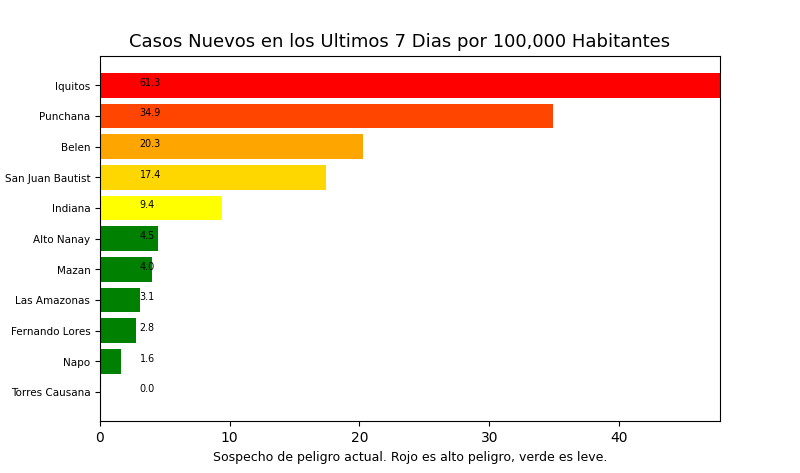 Casos Nuevos en los Ultimos 7 Dias por 100,000 Habitantes
Iquitos 61.3
Punchana 34.9
Belen 20.3
San Juan Bautist 17.4
Indiana 9.4
Alto Nanay 4.5
Mazan 4.0
Las Amazonas 3.1
Fernando Lores 2.8
Napo 1.6
Torres Causana 0.0
0 10 20 30 40
Sospecho de peligro actual. Rojo es alto peligro, verde es leve.